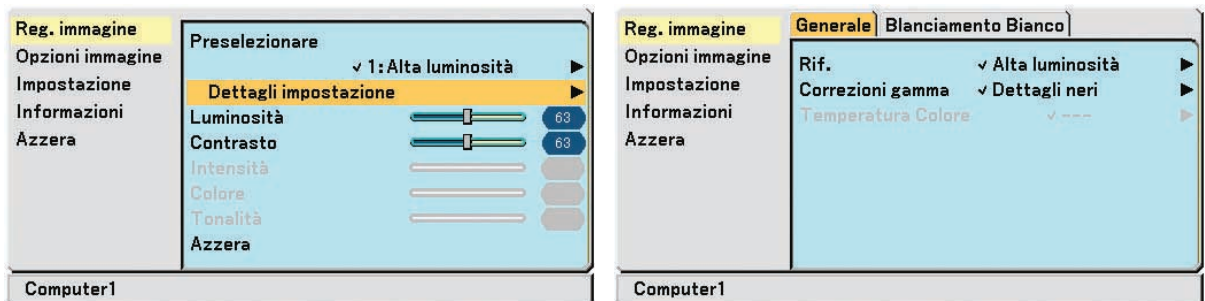 Reg. immagine
Opzioni immagine
Impostazione
Informazioni
Azzera
Preselezionare
✓ 1:Alta luminosità ▶
Dettagli impostazione ▶
Luminosità 63
Contrasto 63
Intensità
Colore
Tonalità
Azzera
Computer1
Reg. immagine
Opzioni immagine
Impostazione
Informazioni
Azzera
Generale Blanciamento Bianco
Rif. ✓ Alta luminosità ▶
Correzioni gamma ✓ Dettagli neri ▶
Temperatura Colore ✓ --- ▶
Computer1